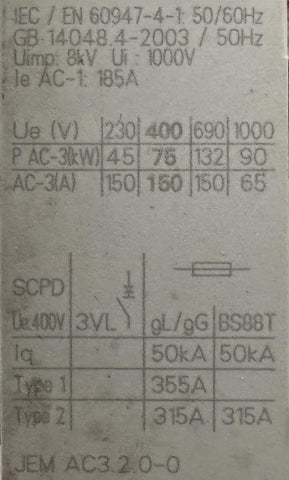 IEC / EN 60947-4-1: 50/60Hz
GB 14048.4-2003 / 50Hz
Uimp: 8kV Ui : 1000V
Ie AC-1: 185A
Ue (V) 230 400 690 1000
P AC-3(kW) 45 75 132 90
AC-3(A) 150 150 150 65
SCPD
Ue:400V 3VL gL/gG BS88T
Iq 50kA 50kA
Type 1 355A
Type 2 315A 315A
JEM AC3.2.0-0